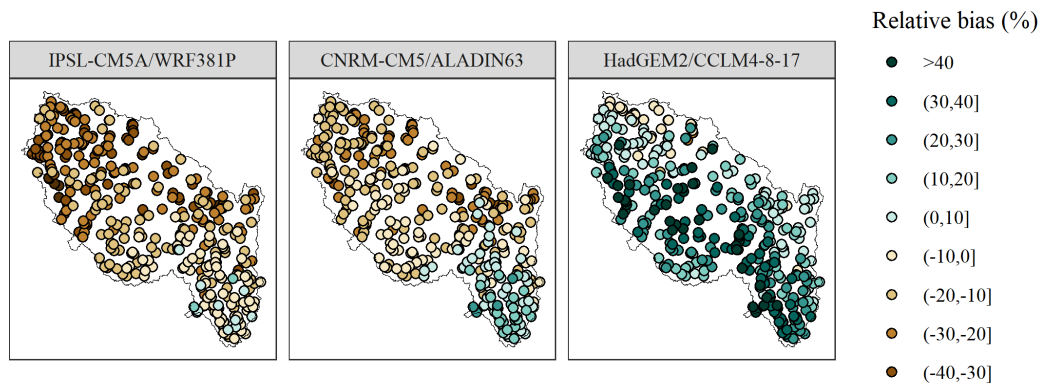 IPSL-CM5A/WRF381P
CNRM-CM5/ALADIN63
HadGEM2/CCLM4-8-17
Relative bias (%)
>40
(30,40]
(20,30]
(10,20]
(0,10]
(-10,0]
(-20,-10]
(-30,-20]
(-40,-30]